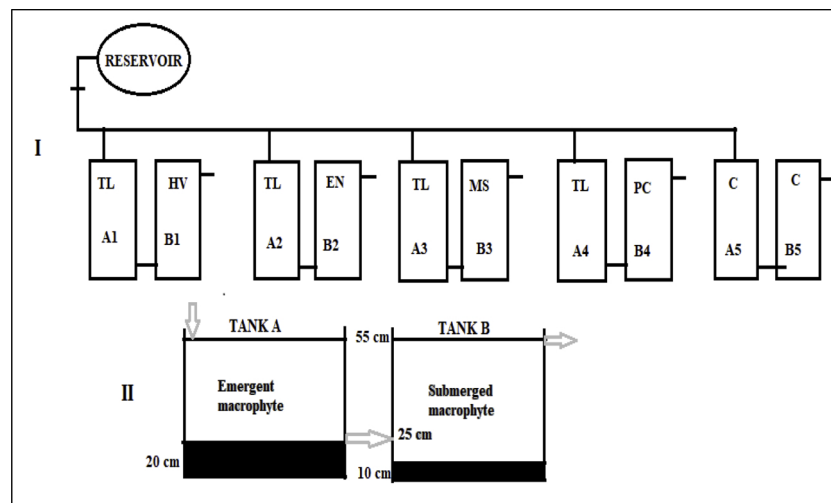 RESERVOIR
I
TL HV TL EN TL MS TL PC C C
A1 B1 A2 B2 A3 B3 A4 B4 A5 B5
TANK A 55 cm TANK B
II
Emergent macrophyte
Submerged macrophyte
25 cm
20 cm
10 cm